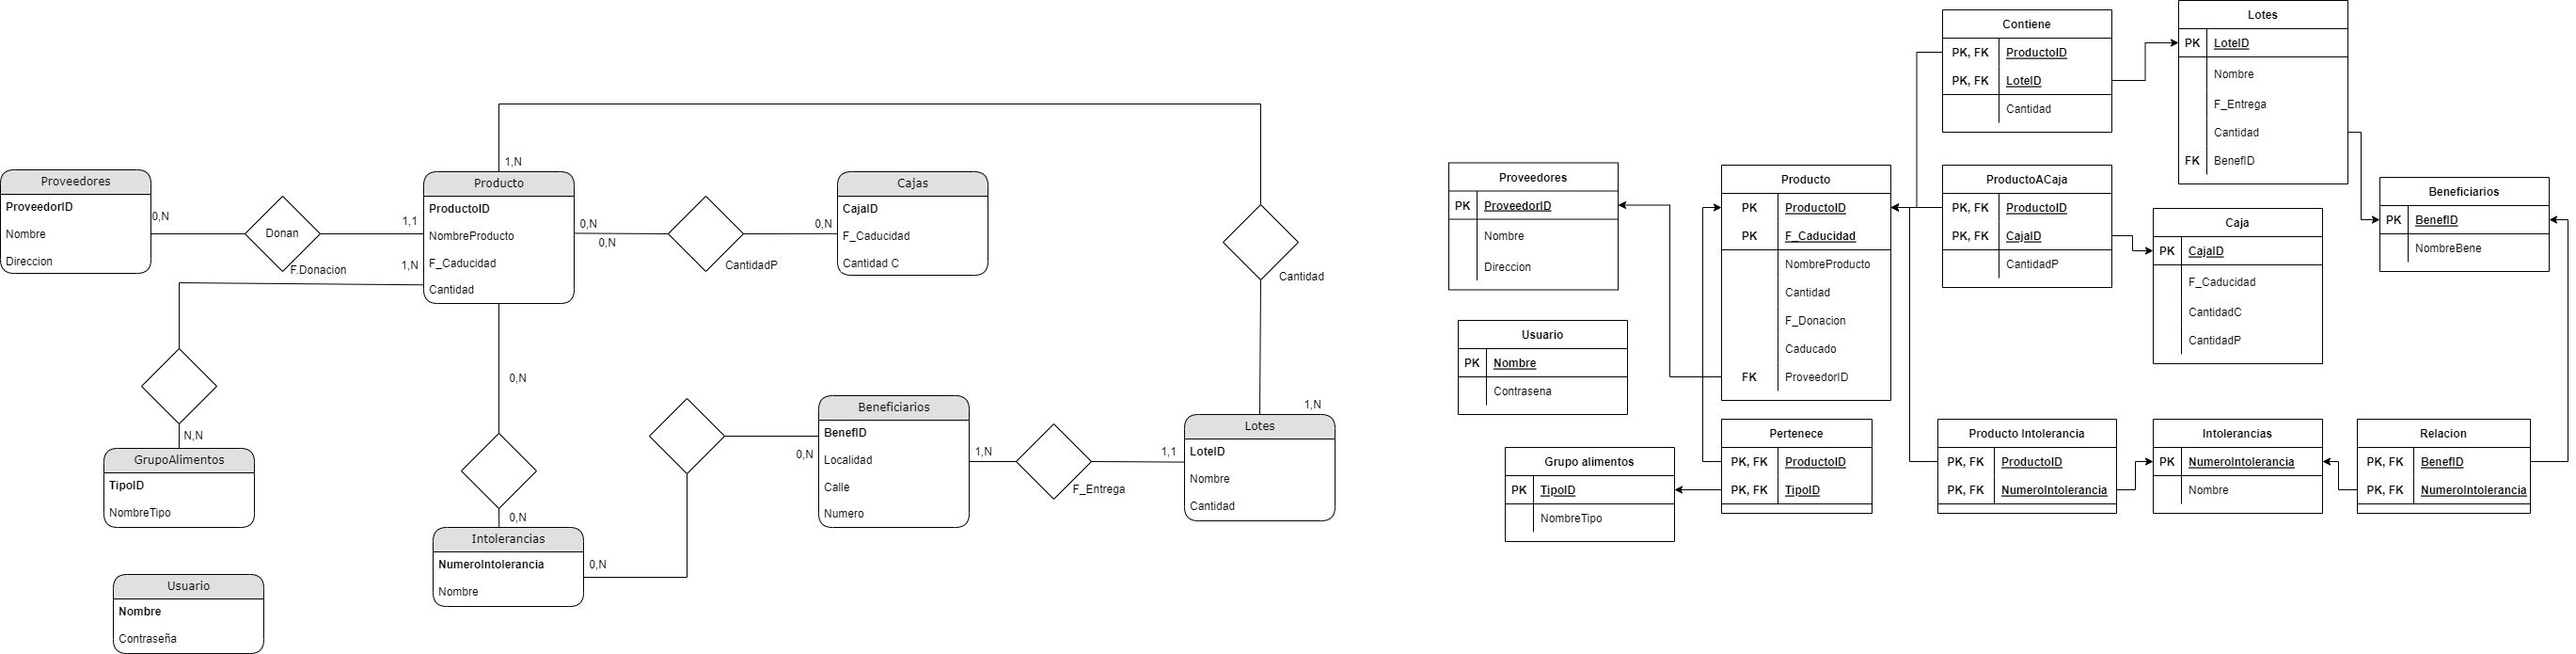 Proveedores
ProveedorID
Nombre
Direccion
0,N
Donan
F.Donacion
1,1
1,N
1,N
Producto
ProductoID
NombreProducto
F_Caducidad
Cantidad
0,N
0,N
CantidadP
0,N
Cajas
CajaID
F_Caducidad
Cantidad C
Cantidad
N,N
GrupoAlimentos
TipoID
NombreTipo
0,N
0,N
Intolerancias
NumeroIntolerancia
Nombre
0,N
0,N
Beneficiarios
BenefID
Localidad
Calle
Numero
1,N
F_Entrega
1,1
1,N
Lotes
LoteID
Nombre
Cantidad
Usuario
Nombre
Contraseña
Proveedores
PK ProveedorID
Nombre
Direccion
Usuario
PK Nombre
Contrasena
Grupo alimentos
PK TipoID
NombreTipo
Producto
PK ProductoID
PK F_Caducidad
NombreProducto
Cantidad
F_Donacion
Caducado
FK ProveedorID
Pertenece
PK, FK ProductoID
PK, FK TipoID
Contiene
PK, FK ProductoID
PK, FK LoteID
Cantidad
ProductoACaja
PK, FK ProductoID
PK, FK CajaID
CantidadP
Producto Intolerancia
PK, FK ProductoID
PK, FK NumeroIntolerancia
Lotes
PK LoteID
Nombre
F_Entrega
Cantidad
FK BenefID
Caja
PK CajaID
F_Caducidad
CantidadC
CantidadP
Intolerancias
PK NumeroIntolerancia
Nombre
Beneficiarios
PK BenefID
NombreBene
Relacion
PK, FK BenefID
PK, FK NumeroIntolerancia